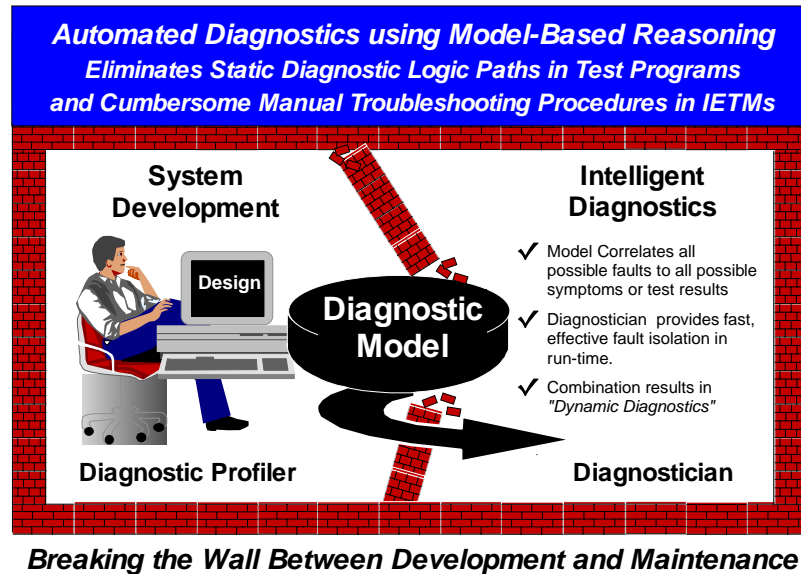 Automated Diagnostics using Model-Based Reasoning
Eliminates Static Diagnostic Logic Paths in Test Programs
and Cumbersome Manual Troubleshooting Procedures in IETMs
System
Development
Design
Diagnostic Profiler
Diagnostic
Model
Intelligent
Diagnostics
✓ Model Correlates all
possible faults to all possible
symptoms or test results
✓ Diagnostician provides fast,
effective fault isolation in
run-time.
✓ Combination results in
"Dynamic Diagnostics"
Diagnostician
Breaking the Wall Between Development and Maintenance